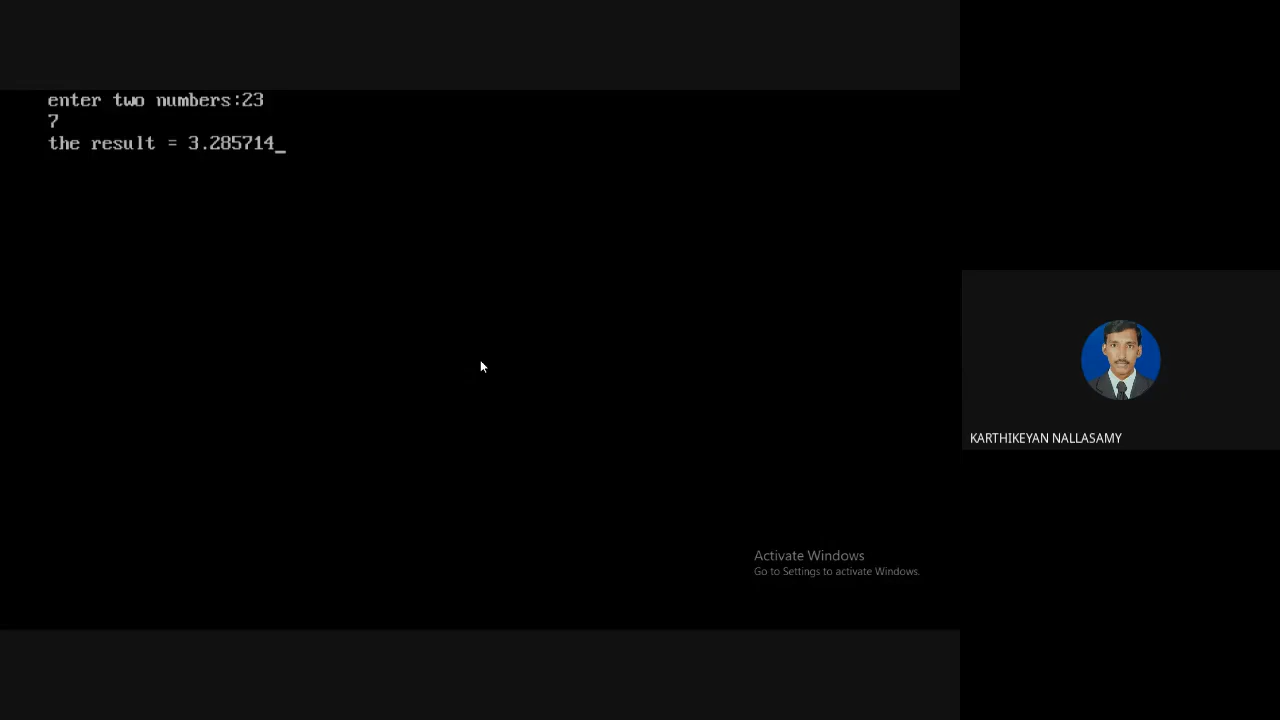 enter two numbers:23
7
the result = 3.285714_
KARTHIKEYAN NALLASAMY
Activate Windows
Go to Settings to activate Windows.